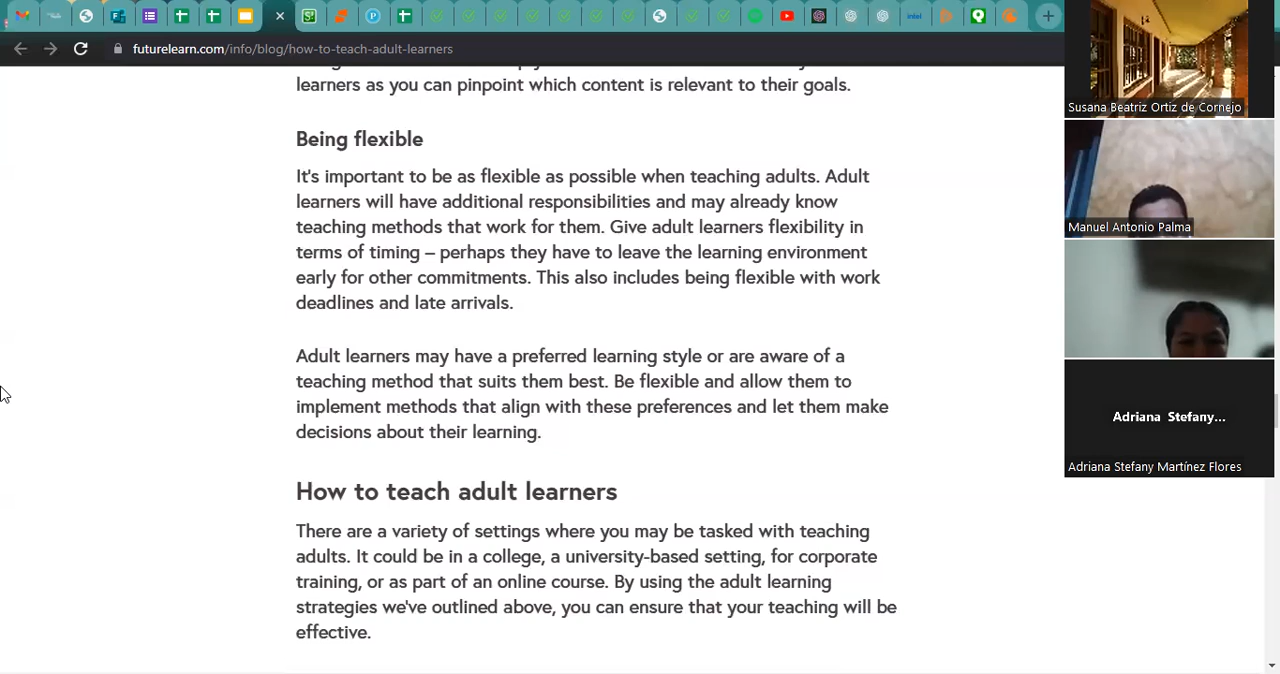 futurelearn.com/info/blog/how-to-teach-adult-learners
learners as you can pinpoint which content is relevant to their goals.
Being flexible
It's important to be as flexible as possible when teaching adults. Adult
learners will have additional responsibilities and may already know
teaching methods that work for them. Give adult learners flexibility in
terms of timing – perhaps they have to leave the learning environment
early for other commitments. This also includes being flexible with work
deadlines and late arrivals.
Adult learners may have a preferred learning style or are aware of a
teaching method that suits them best. Be flexible and allow them to
implement methods that align with these preferences and let them make
decisions about their learning.
How to teach adult learners
There are a variety of settings where you may be tasked with teaching
adults. It could be in a college, a university-based setting, for corporate
training, or as part of an online course. By using the adult learning
strategies we've outlined above, you can ensure that your teaching will be
effective.
Susana Beatriz Ortiz de Cornejo
Manuel Antonio Palma
Adriana Stefany...
Adriana Stefany Martínez Flores